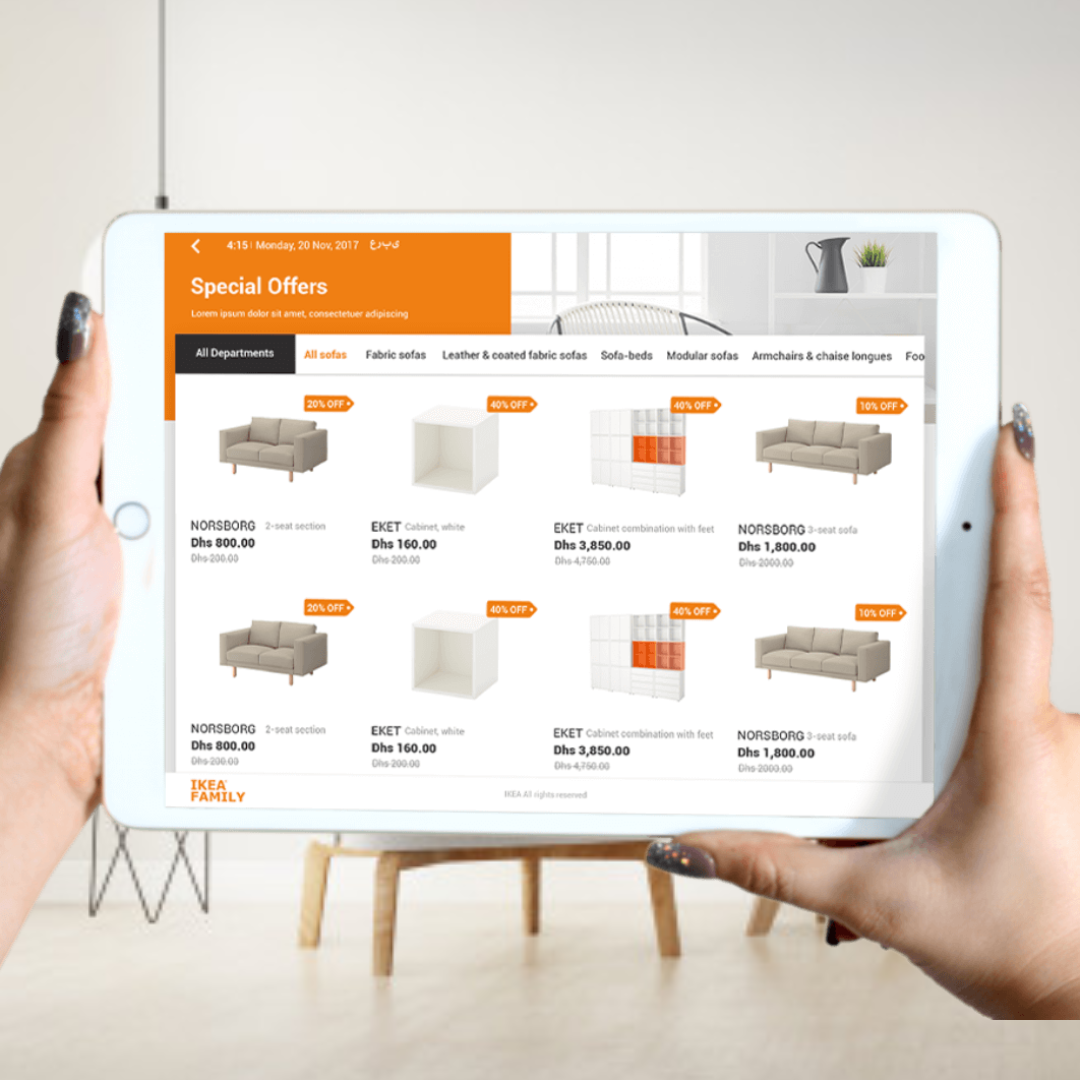 4:15 | Monday, 20 Nov, 2017 یبرع
Special Offers
Lorem ipsum dolor sit amet, consectetuer adipiscing
All Departments All sofas Fabric sofas Leather & coated fabric sofas Sofa-beds Modular sofas Armchairs & chaise longues Foo
20% OFF 40% OFF 40% OFF 10% OFF
NORSBORG 2-seat section
Dhs 800.00
Dhs 200.00
EKET Cabinet, white
Dhs 160.00
Dhs 200.00
EKET Cabinet combination with feet
Dhs 3,850.00
Dhs 4,750.00
NORSBORG 3-seat sofa
Dhs 1,800.00
Dhs 2000.00
20% OFF 40% OFF 40% OFF 10% OFF
NORSBORG 2-seat section
Dhs 800.00
Dhs 200.00
EKET Cabinet, white
Dhs 160.00
Dhs 200.00
EKET Cabinet combination with feet
Dhs 3,850.00
Dhs 4,750.00
NORSBORG 3-seat sofa
Dhs 1,800.00
Dhs 2000.00
IKEA
FAMILY
IKEA All rights reserved